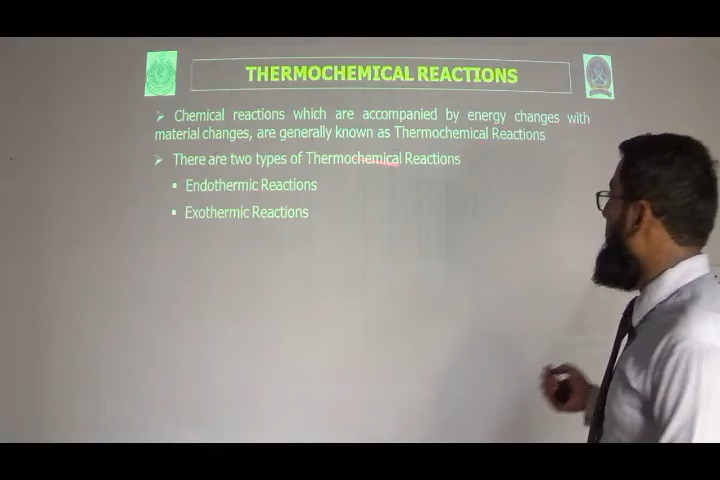 THERMOCHEMICAL REACTIONS
➢ Chemical reactions which are accompanied by energy changes with
material changes, are generally known as Thermochemical Reactions
➢ There are two types of Thermochemical Reactions
▪ Endothermic Reactions
▪ Exothermic Reactions